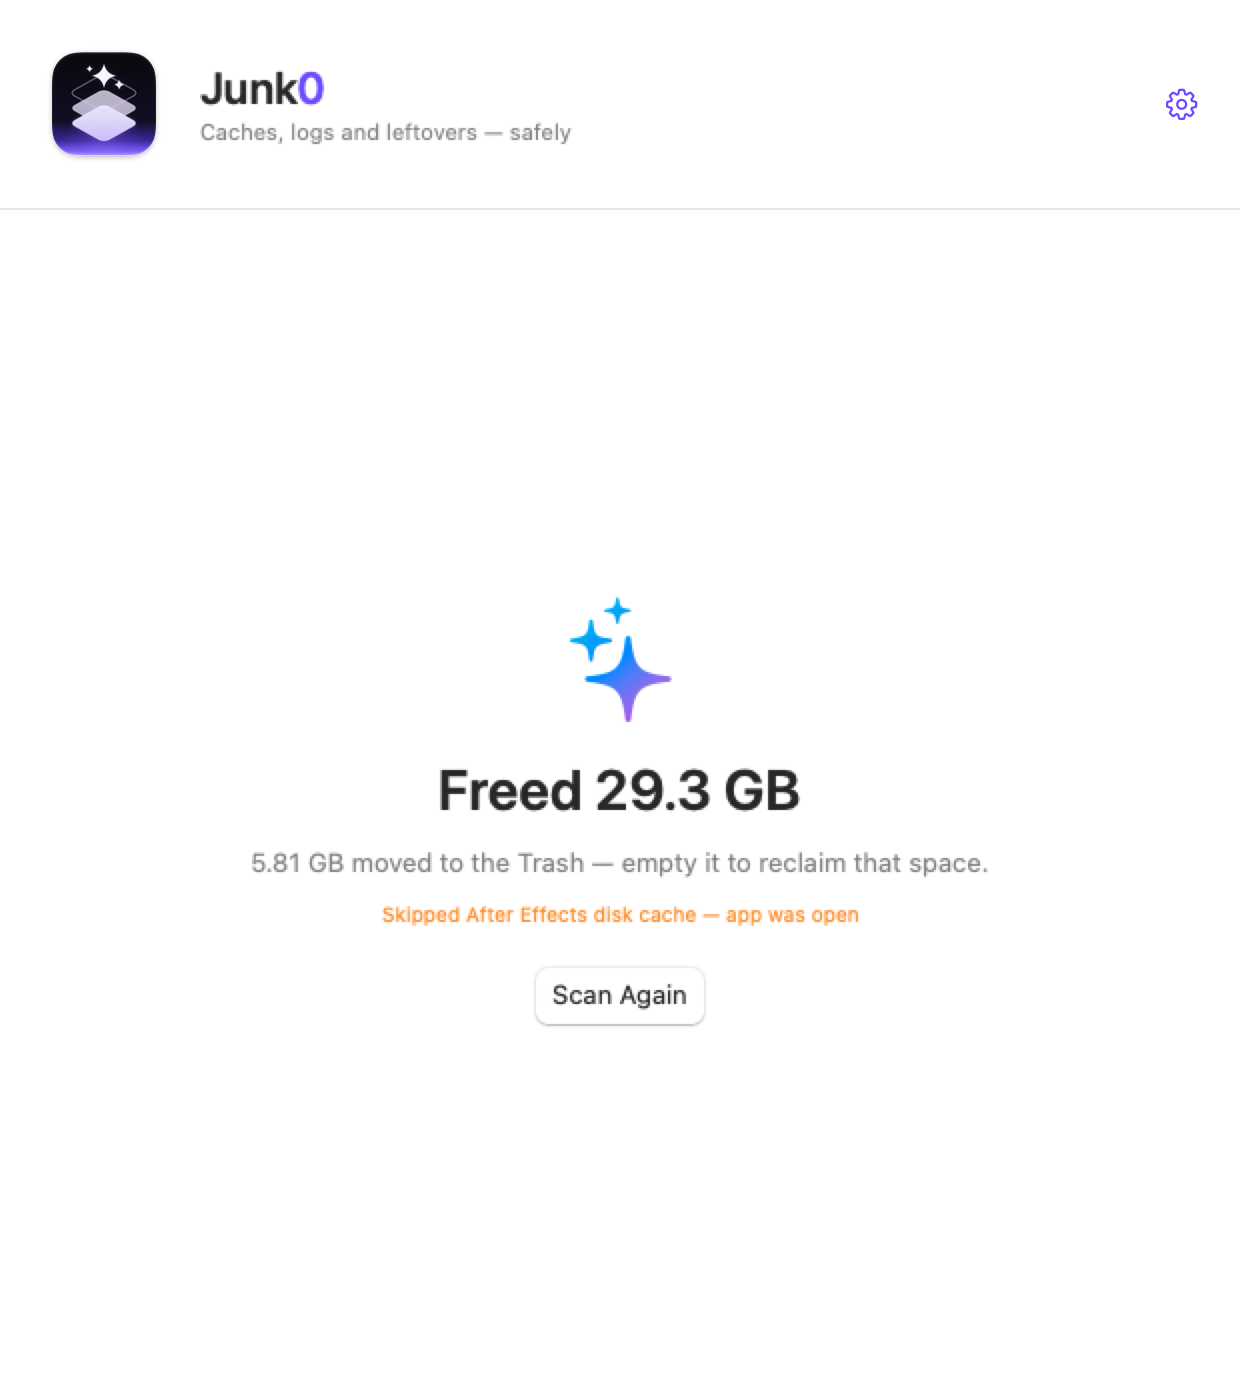 Junk0
Caches, logs and leftovers — safely
Freed 29.3 GB
5.81 GB moved to the Trash — empty it to reclaim that space.
Skipped After Effects disk cache — app was open
Scan Again